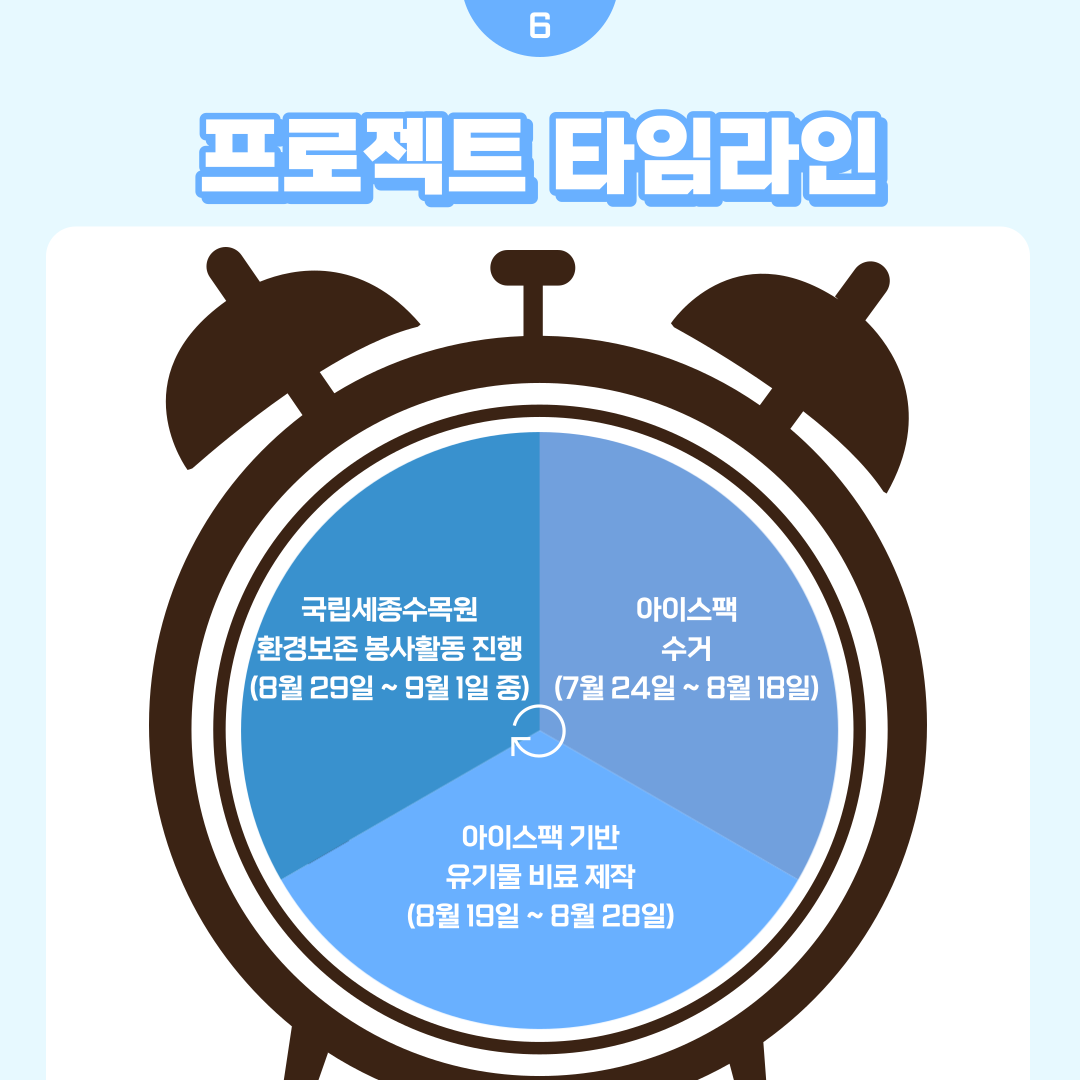 6
프로젝트 타임라인
국립세종수목원
환경보존 봉사활동 진행
(8월 29일 ~ 9월 1일 중)
아이스팩
수거
(7월 24일 ~ 8월 18일)
아이스팩 기반
유기물 비료 제작
(8월 19일 ~ 8월 28일)